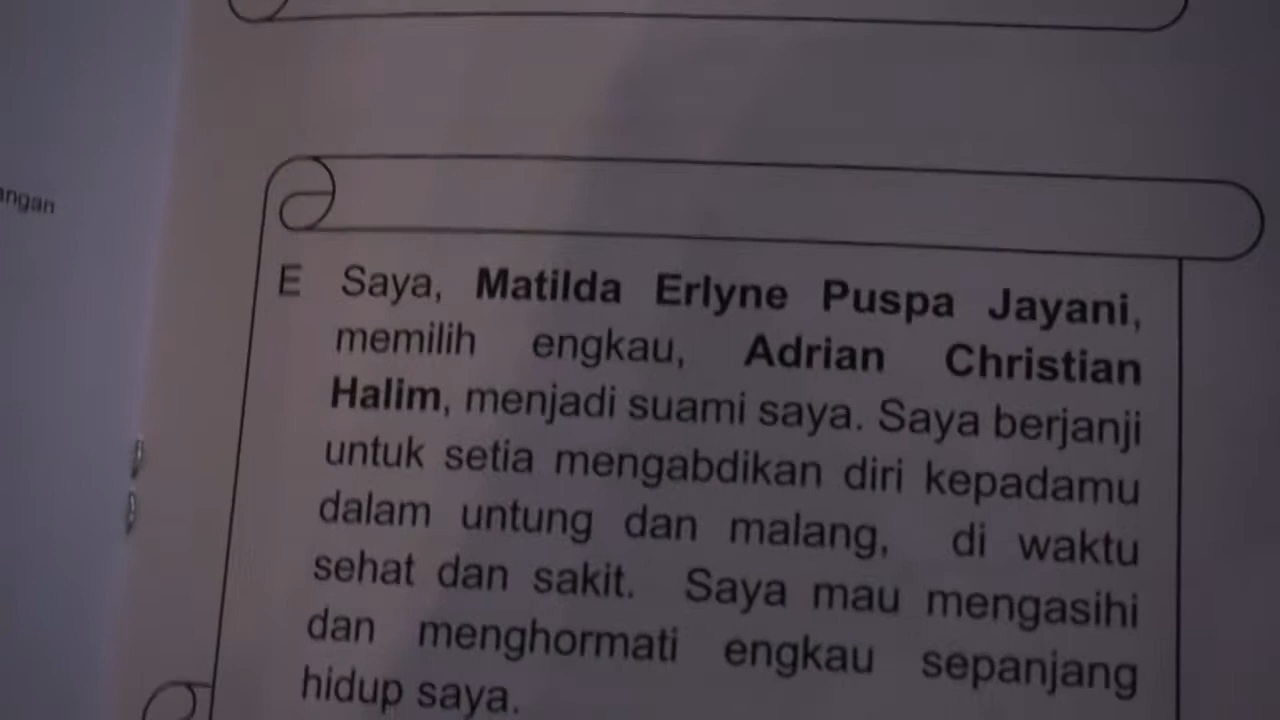 angan
E Saya, Matilda Erlyne Puspa Jayani,
memilih engkau, Adrian Christian
Halim, menjadi suami saya. Saya berjanji
untuk setia mengabdikan diri kepadamu
dalam untung dan malang, di waktu
sehat dan sakit. Saya mau mengasihi
dan menghormati engkau sepanjang
hidup saya.